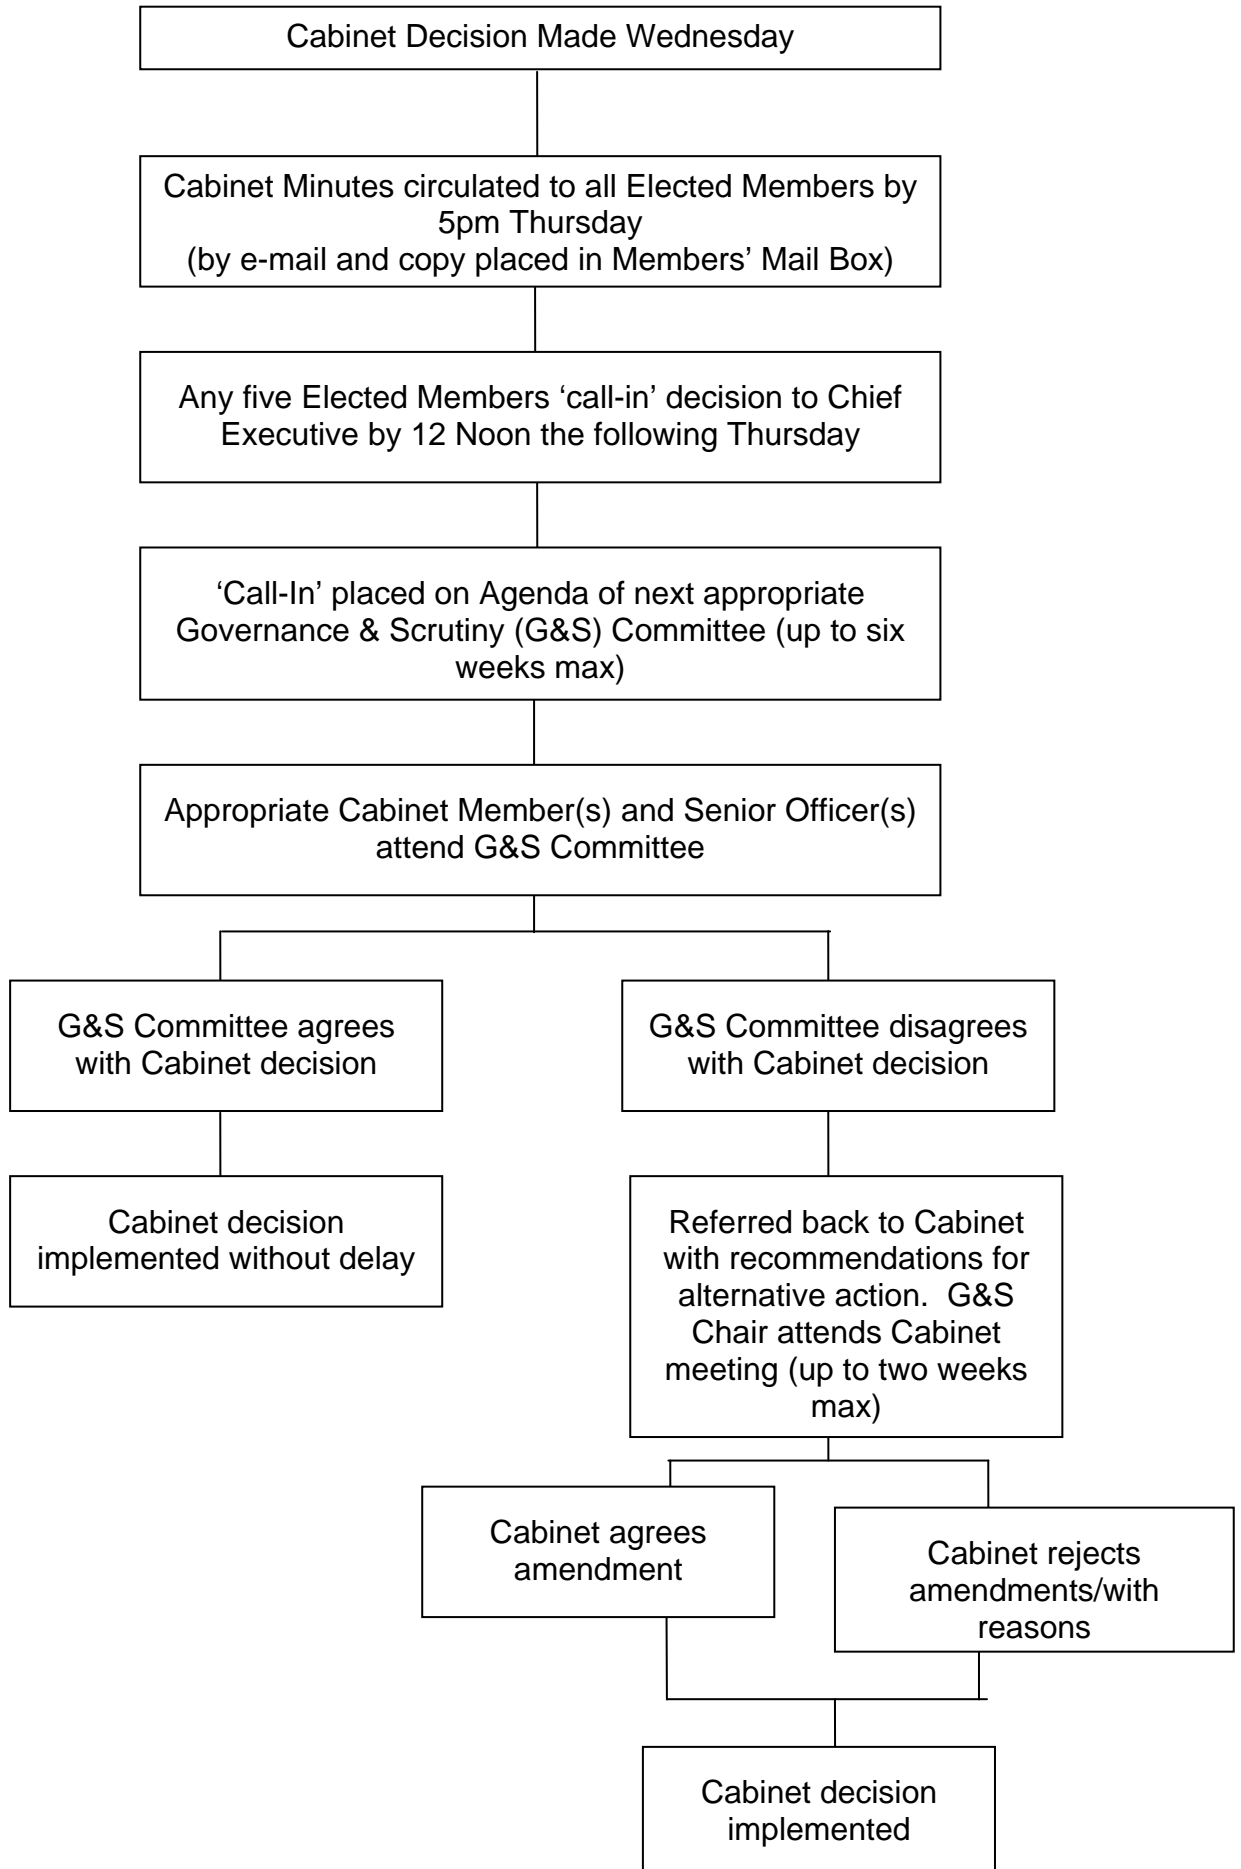 Cabinet Decision Made Wednesday
Cabinet Minutes circulated to all Elected Members by
5pm Thursday
(by e-mail and copy placed in Members’ Mail Box)
Any five Elected Members ‘call-in’ decision to Chief
Executive by 12 Noon the following Thursday
‘Call-In’ placed on Agenda of next appropriate
Governance & Scrutiny (G&S) Committee (up to six
weeks max)
Appropriate Cabinet Member(s) and Senior Officer(s)
attend G&S Committee
G&S Committee agrees
with Cabinet decision
G&S Committee disagrees
with Cabinet decision
Cabinet decision
implemented without delay
Referred back to Cabinet
with recommendations for
alternative action.  G&S
Chair attends Cabinet
meeting (up to two weeks
max)
Cabinet agrees
amendment
Cabinet rejects
amendments/with
reasons
Cabinet decision
implemented